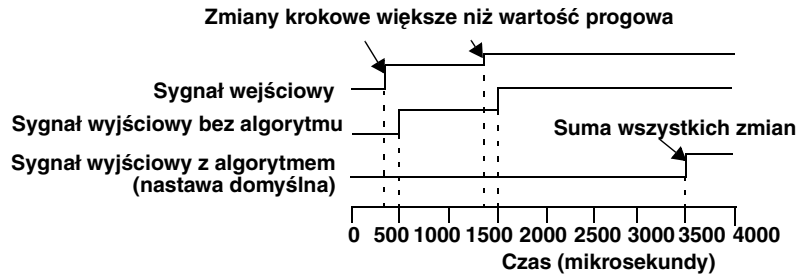 Zmiany krokowe większe niż wartość progowa
Sygnał wejściowy
Sygnał wyjściowy bez algorytmu
Suma wszystkich zmian
Sygnał wyjściowy z algorytmem
(nastawa domyślna)
0 500 1000 1500 2000 2500 3000 3500 4000
Czas (mikrosekundy)